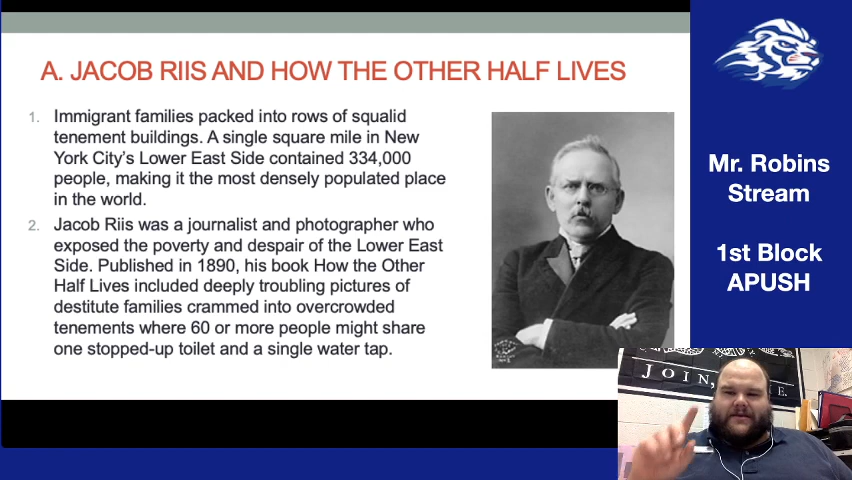 A. JACOB RIIS AND HOW THE OTHER HALF LIVES
1. Immigrant families packed into rows of squalid
tenement buildings. A single square mile in New
York City's Lower East Side contained 334,000
people, making it the most densely populated place
in the world.
2. Jacob Riis was a journalist and photographer who
exposed the poverty and despair of the Lower East
Side. Published in 1890, his book How the Other
Half Lives included deeply troubling pictures of
destitute families crammed into overcrowded
tenements where 60 or more people might share
one stopped-up toilet and a single water tap.
Mr. Robins
Stream
1st Block
APUSH
JOIN,